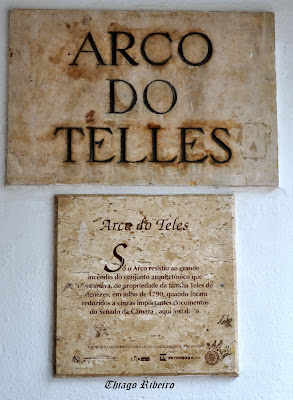 ARCO
DO
TELLES
Arco do Teles
Só o Arco resistiu ao grande
incêndio do conjunto arquitetônico que
de propriedade da família Teles de
Menezes, em julho de 1790, quando foram
reduzidos a cinzas importantes documentos
do Senado da Câmara, aqui
Thiago Ribeiro